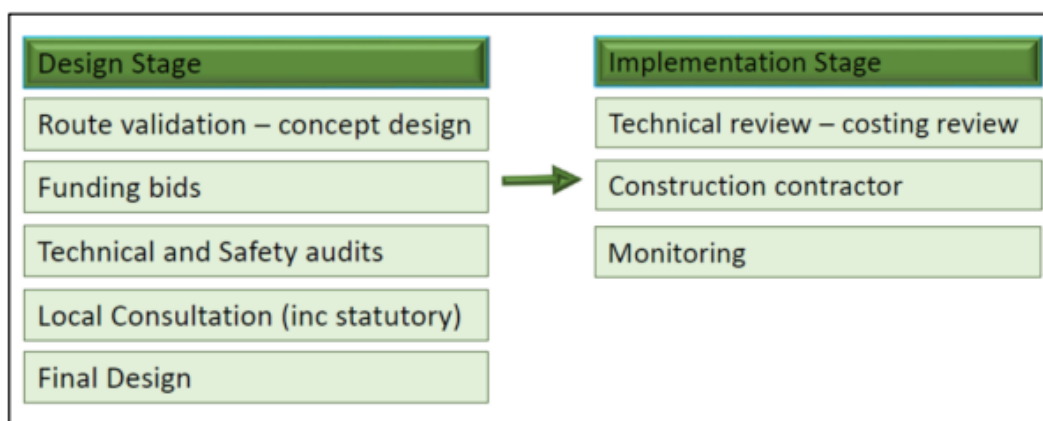 Design Stage
Route validation – concept design
Funding bids
Technical and Safety audits
Local Consultation (inc statutory)
Final Design
Implementation Stage
Technical review – costing review
Construction contractor
Monitoring